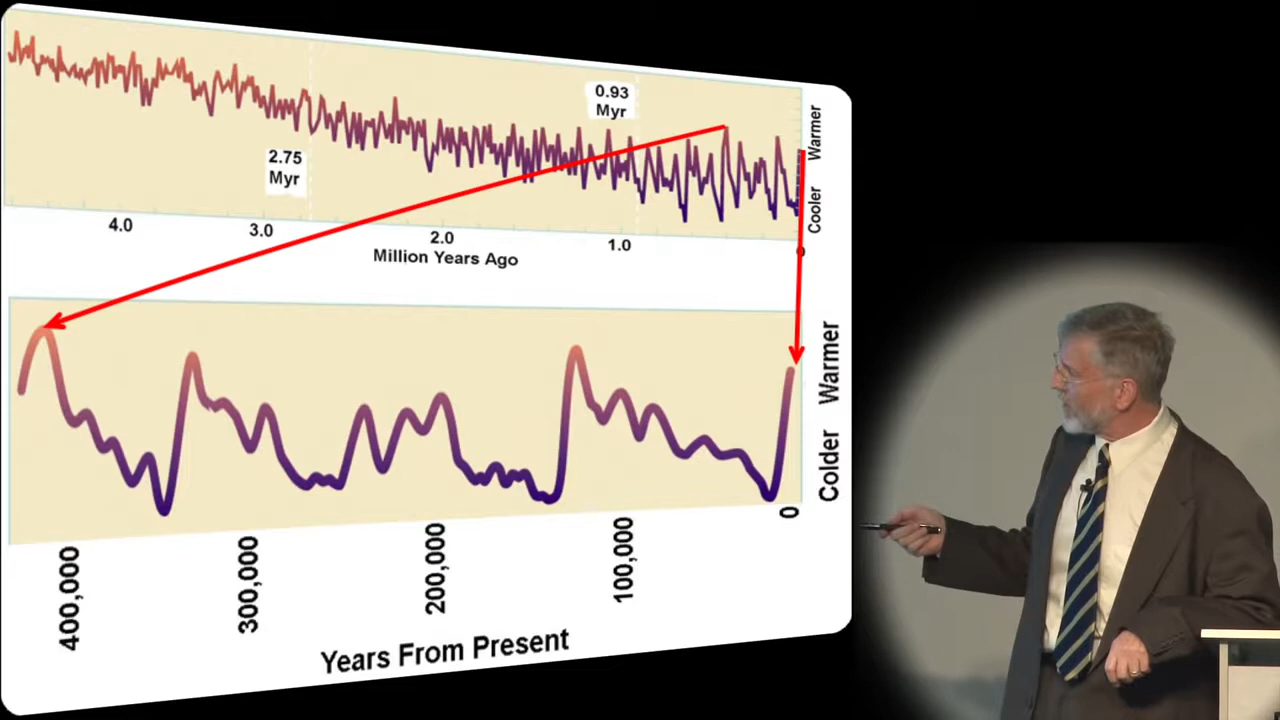 0.93
Myr
Warmer
2.75
Myr
Cooler
4.0
3.0
2.0
1.0
0
Million Years Ago
Warmer
Colder
400,000
300,000
200,000
100,000
0
Years From Present